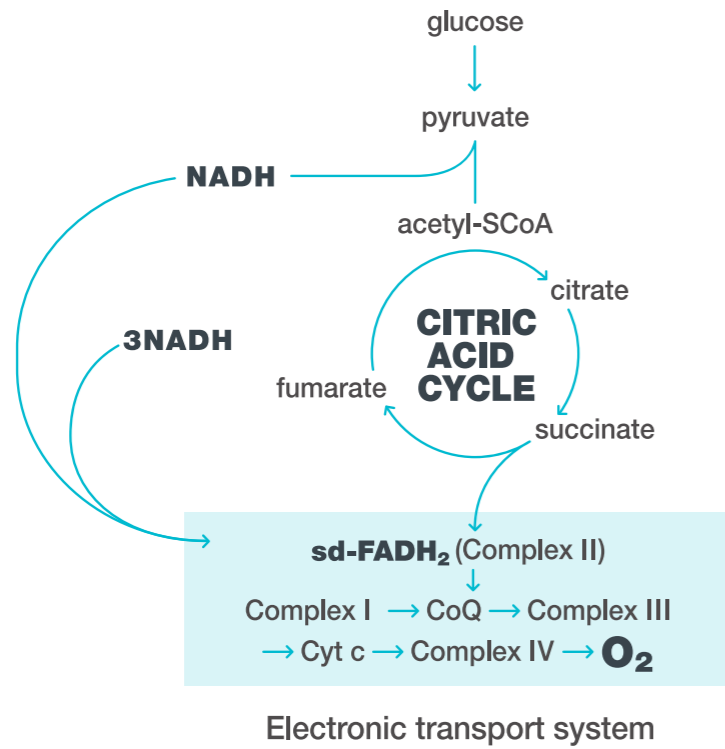 glucose
pyruvate
NADH
acetyl-SCoA
citrate
3NADH
CITRIC
ACID
CYCLE
fumarate
succinate
sd-FADH₂ (Complex II)
Complex I → CoQ → Complex III
→ Cyt c → Complex IV → O₂
Electronic transport system